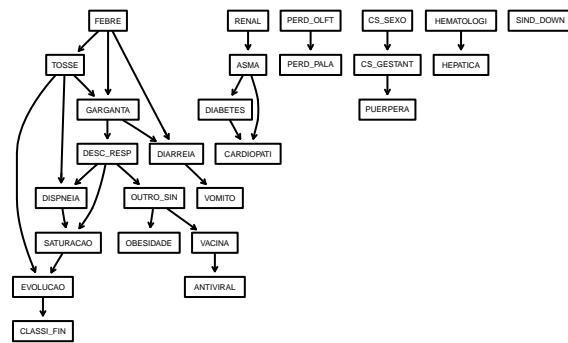 FEBRE
RENAL
PERD_OLFT
CS_SEXO
HEMATOLOGI
SIND_DOWN
TOSSE
ASMA
PERD_PALA
CS_GESTANT
HEPATICA
GARGANTA
DIABETES
PUERPERA
DESC_RESP
DIARREIA
CARDIOPATI
DISPNEIA
OUTRO_SIN
VOMITO
SATURACAO
OBESIDADE
VACINA
EVOLUCAO
ANTIVIRAL
CLASSI_FIN